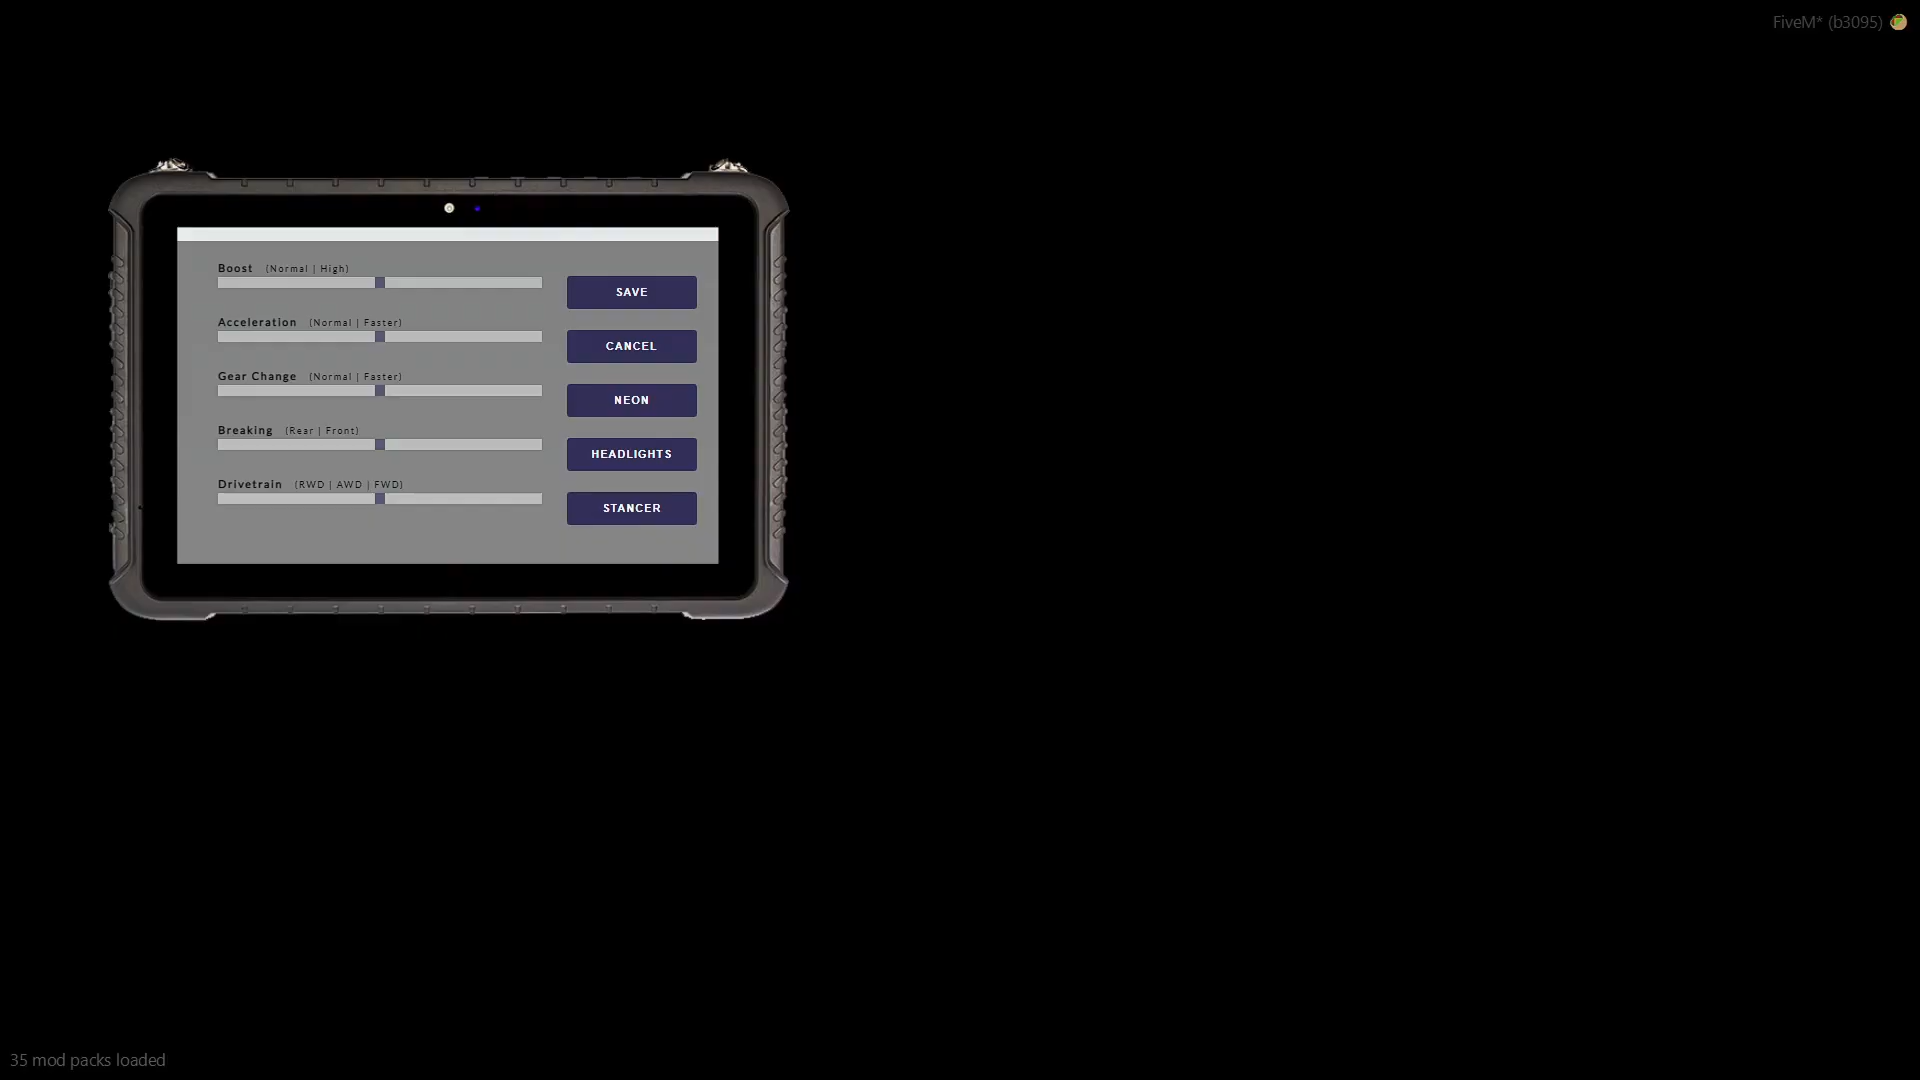 FiveM* (b3095)
Boost (Normal | High)
SAVE
Acceleration (Normal | Faster)
CANCEL
Gear Change (Normal | Faster)
NEON
Breaking (Rear | Front)
HEADLIGHTS
Drivetrain (RWD | AWD | FWD)
STANCER
35 mod packs loaded